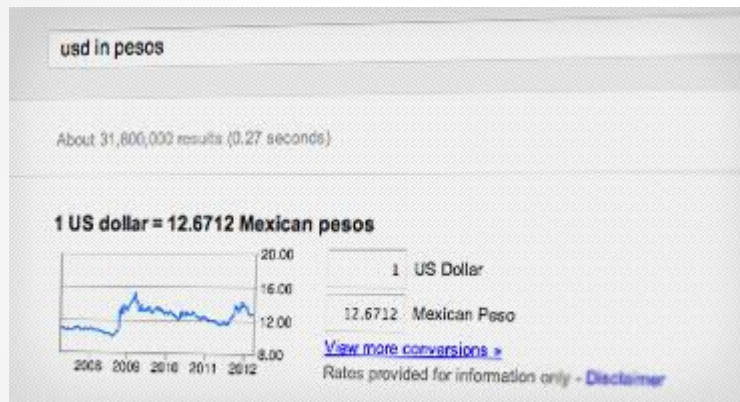 usd in pesos
About 31,800,000 results (0.27 seconds)
1 US dollar = 12.6712 Mexican pesos
20.00
16.00
12.00
8.00
2008 2009 2010 2011 2012
1 US Dollar
12.6712 Mexican Peso
View more conversions »
Rates provided for information only - Disclaimer